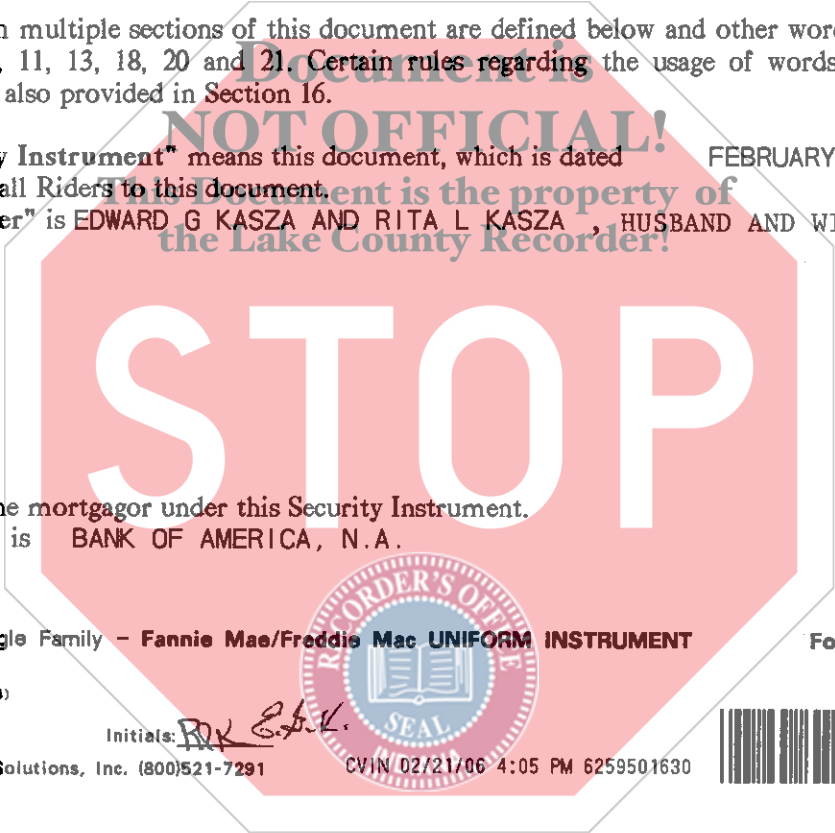 n multiple sections of this document are defined below and other wor
Document is
, 11, 13, 18, 20 and 21. Certain rules regarding the usage of words
also provided in Section 16.
NOT OFFICIAL!
y Instrument" means this document, which is dated FEBRUARY
all Riders to this document.
This Document is the property of
er" is EDWARD G KASZA AND RITA L KASZA , HUSBAND AND WI
the Lake County Recorder!
STOP
e mortgagor under this Security Instrument.
is BANK OF AMERICA, N.A.
RECORDER'S OFFICE
gle Family - Fannie Mae/Freddie Mac UNIFORM INSTRUMENT Fo
SEAL
INDIANA
Initials: RLK E.G.K.
Solutions, Inc. (800)521-7291 CVIN 02/21/06 4:05 PM 6259501630